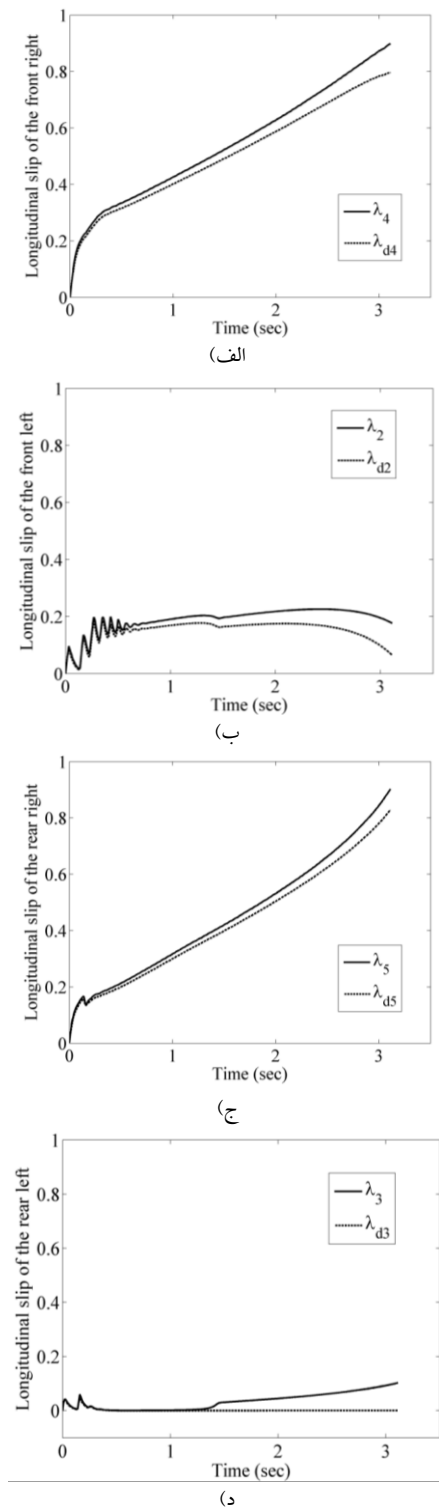 1
0.8
0.6
0.4
0.2
0
Longitudinal slip of the front right
λ4
λd4
0 1 2 3
Time (sec)
الف)
1
0.8
0.6
0.4
0.2
0
Longitudinal slip of the front left
λ2
λd2
0 1 2 3
Time (sec)
ب)
1
0.8
0.6
0.4
0.2
0
Longitudinal slip of the rear right
λ5
λd5
0 1 2 3
Time (sec)
ج)
1
0.8
0.6
0.4
0.2
0
Longitudinal slip of the rear left
λ3
λd3
0 1 2 3
Time (sec)
د)